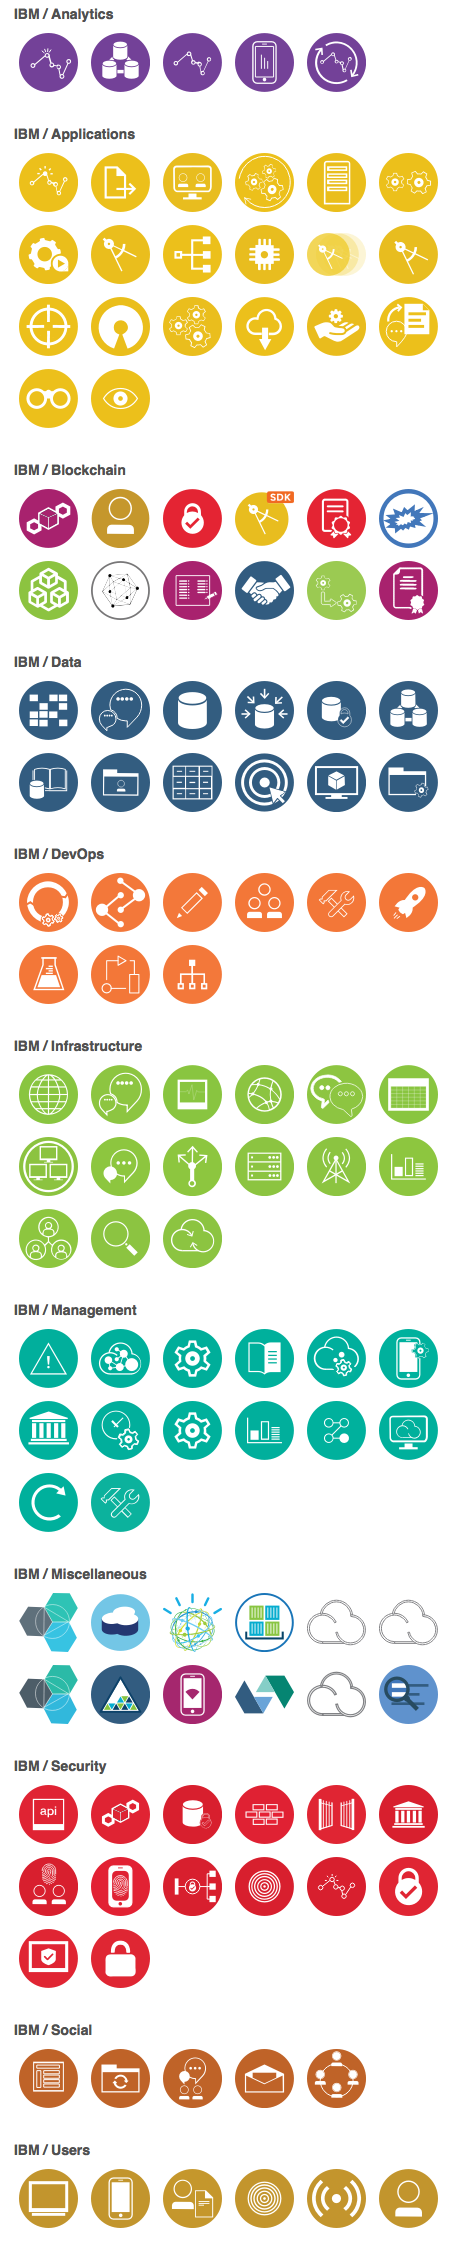 IBM / Analytics
IBM / Applications
IBM / Blockchain
SDK
IBM / Data
IBM / DevOps
IBM / Infrastructure
IBM / Management
IBM / Miscellaneous
IBM / Security
api
IBM / Social
IBM / Users